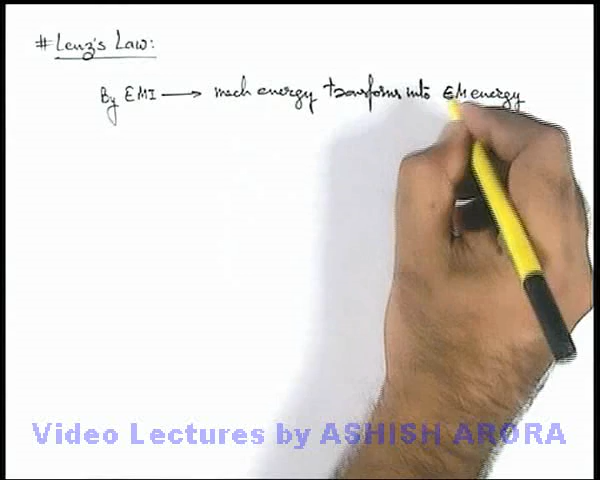 # Lenz's Law:
By EMI ⟶ mech energy transforms into EM energy
Video Lectures by ASHISH ARORA